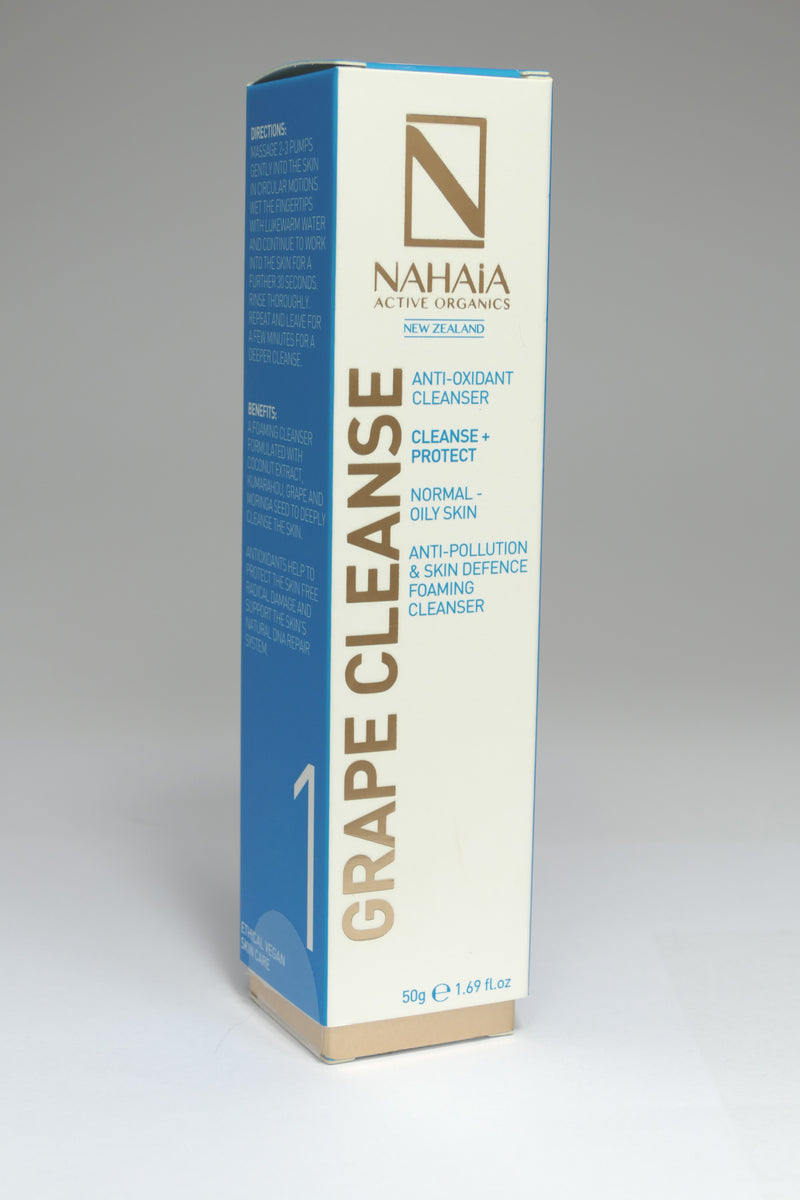 DIRECTIONS:
MASSAGE 2-3 PUMPS
GENTLY INTO THE SKIN
IN CIRCULAR MOTIONS.
WET THE FINGERTIPS
WITH LUKEWARM WATER
AND CONTINUE TO WORK
INTO THE SKIN FOR A
FURTHER 30 SECONDS.
RINSE THOROUGHLY.
REPEAT AND LEAVE FOR
A FEW MINUTES FOR A
DEEPER CLEANSE.
BENEFITS:
A FOAMING CLEANSER
FORMULATED WITH
COCONUT EXTRACT,
KUMARAHOU, GRAPE AND
MORINGA SEED TO DEEPLY
CLEANSE THE SKIN.
ANTIOXIDANTS HELP TO
PROTECT THE SKIN FREE
RADICAL DAMAGE AND
SUPPORT THE SKIN'S
NATURAL DNA REPAIR
SYSTEM.
1
ETHICAL VEGAN
SKIN CARE
N
NAHAiA
ACTIVE ORGANICS
NEW ZEALAND
GRAPE CLEANSE
ANTI-OXIDANT
CLEANSER
CLEANSE +
PROTECT
NORMAL -
OILY SKIN
ANTI-POLLUTION
& SKIN DEFENCE
FOAMING
CLEANSER
50g ℮ 1.69 fl.oz